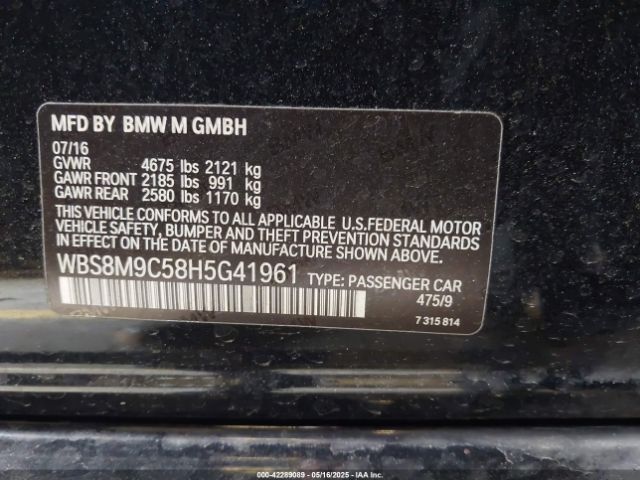 MFD BY BMW M GMBH
07/16
GVWR 4675 lbs 2121 kg
GAWR FRONT 2185 lbs 991 kg
GAWR REAR 2580 lbs 1170 kg
THIS VEHICLE CONFORMS TO ALL APPLICABLE U.S.FEDERAL MOTOR
VEHICLE SAFETY, BUMPER AND THEFT PREVENTION STANDARDS
IN EFFECT ON THE DATE OF MANUFACTURE SHOWN ABOVE.
WBS8M9C58H5G41961 TYPE: PASSENGER CAR
475/9
7 315 814
000-42289089 - 05/16/2025 - IAAI.COM